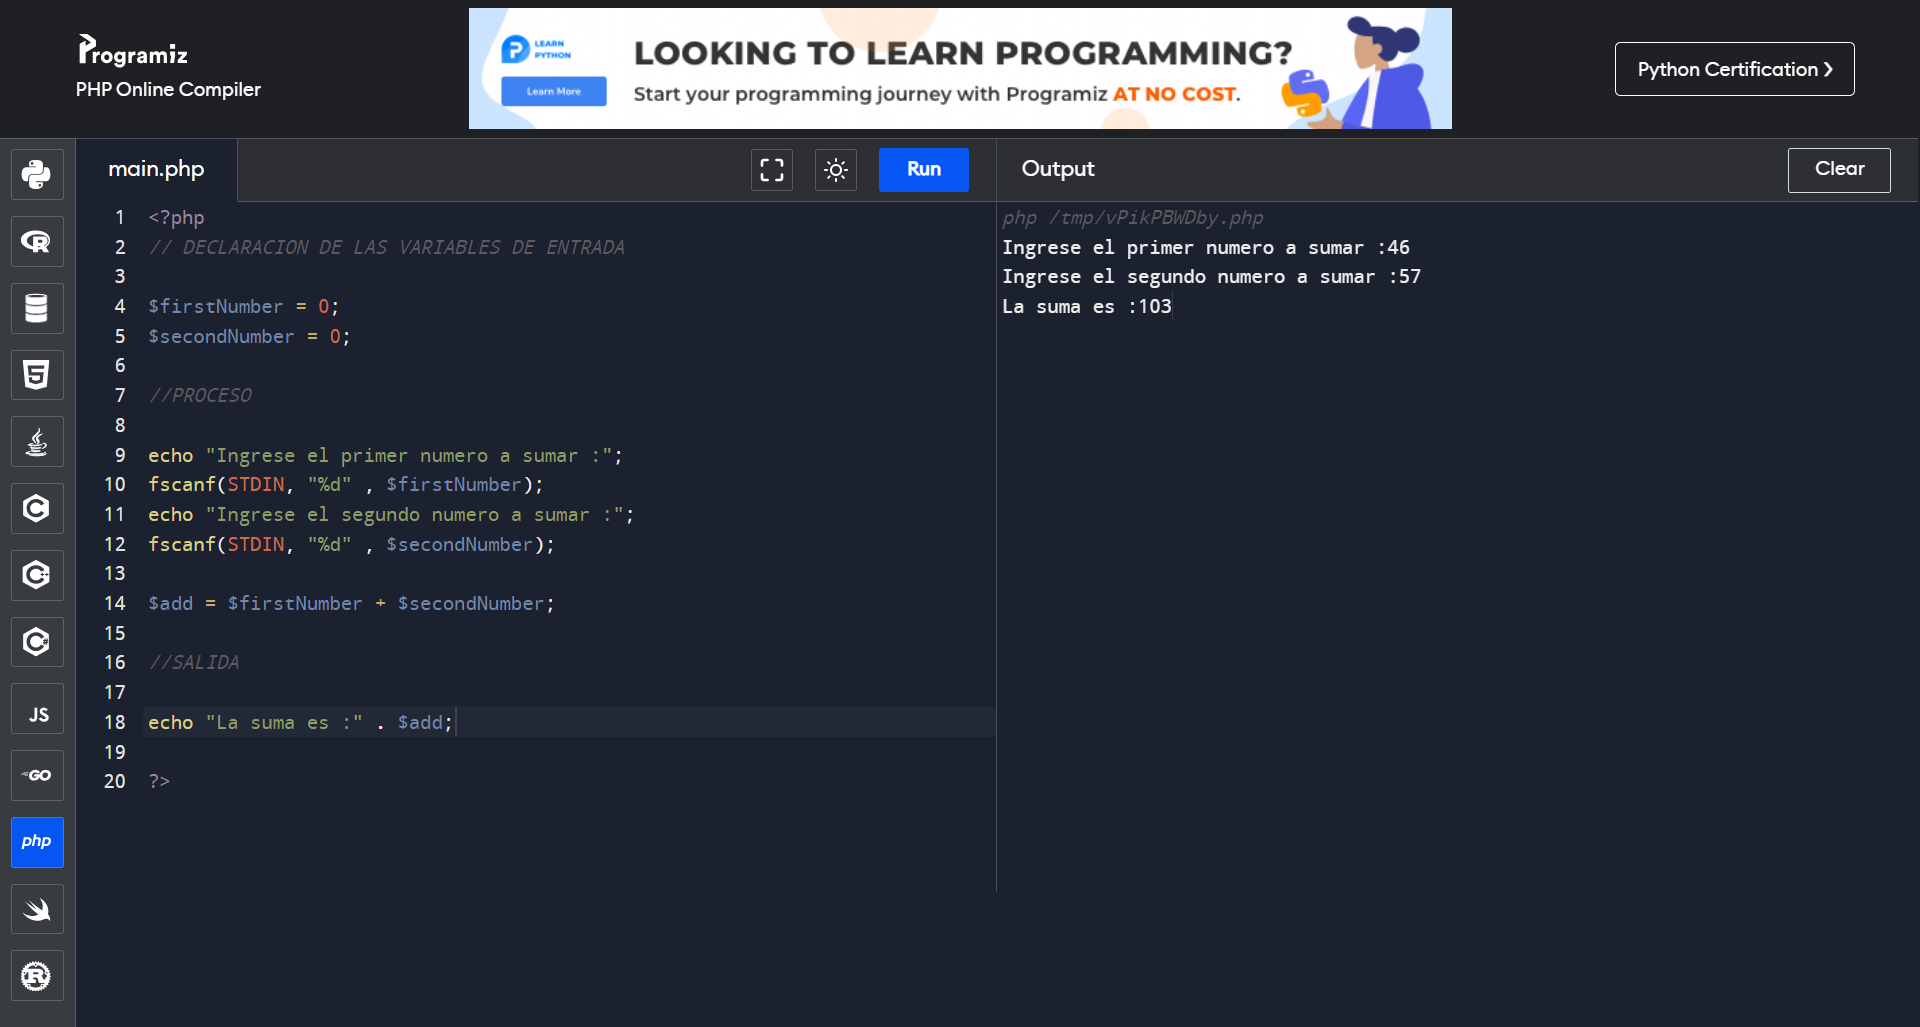 Programiz
PHP Online Compiler
LEARN
PYTHON
Learn More
LOOKING TO LEARN PROGRAMMING?
Start your programming journey with Programiz AT NO COST.
Python Certification ❯
main.php
Run
Output
Clear
1 <?php
2 // DECLARACION DE LAS VARIABLES DE ENTRADA
3
4 $firstNumber = 0;
5 $secondNumber = 0;
6
7 //PROCESO
8
9 echo "Ingrese el primer numero a sumar :";
10 fscanf(STDIN, "%d" , $firstNumber);
11 echo "Ingrese el segundo numero a sumar :";
12 fscanf(STDIN, "%d" , $secondNumber);
13
14 $add = $firstNumber + $secondNumber;
15
16 //SALIDA
17
18 echo "La suma es :" . $add;
19
20 ?>
php /tmp/vPikPBWDby.php
Ingrese el primer numero a sumar :46
Ingrese el segundo numero a sumar :57
La suma es :103
R
5
C
C++
C#
JS
GO
php
R